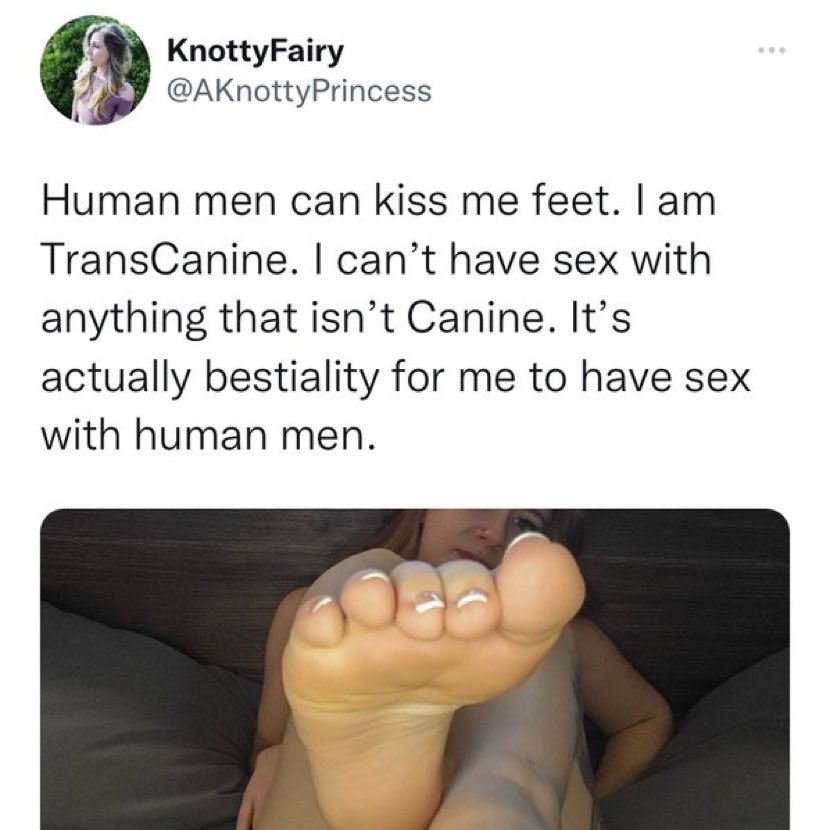 KnottyFairy
@AKnottyPrincess
Human men can kiss me feet. I am
TransCanine. I can’t have sex with
anything that isn’t Canine. It’s
actually bestiality for me to have sex
with human men.